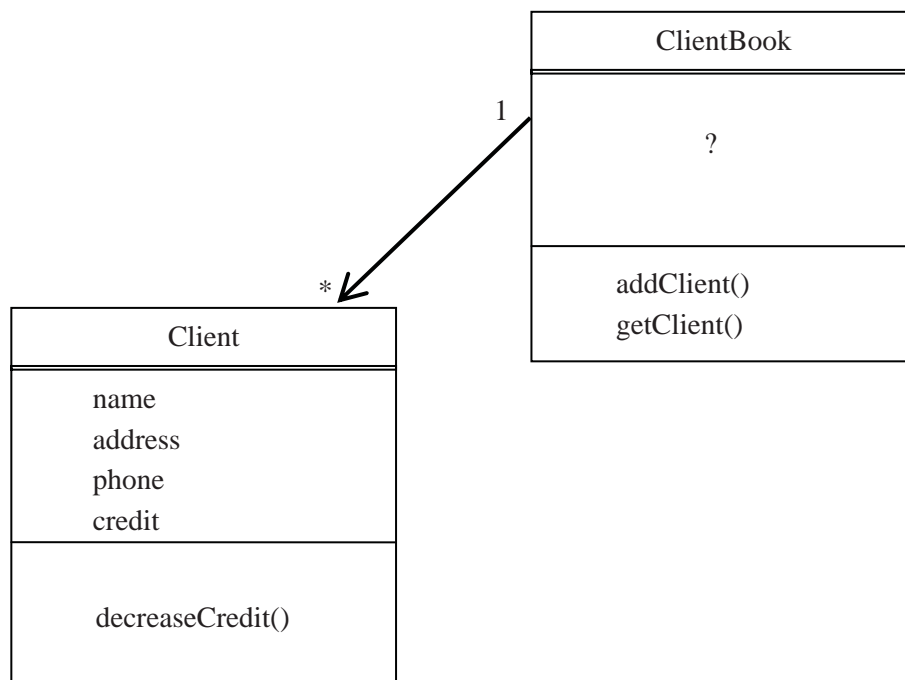 ClientBook
1
?
*
addClient()
getClient()
Client
name
address
phone
credit
decreaseCredit()